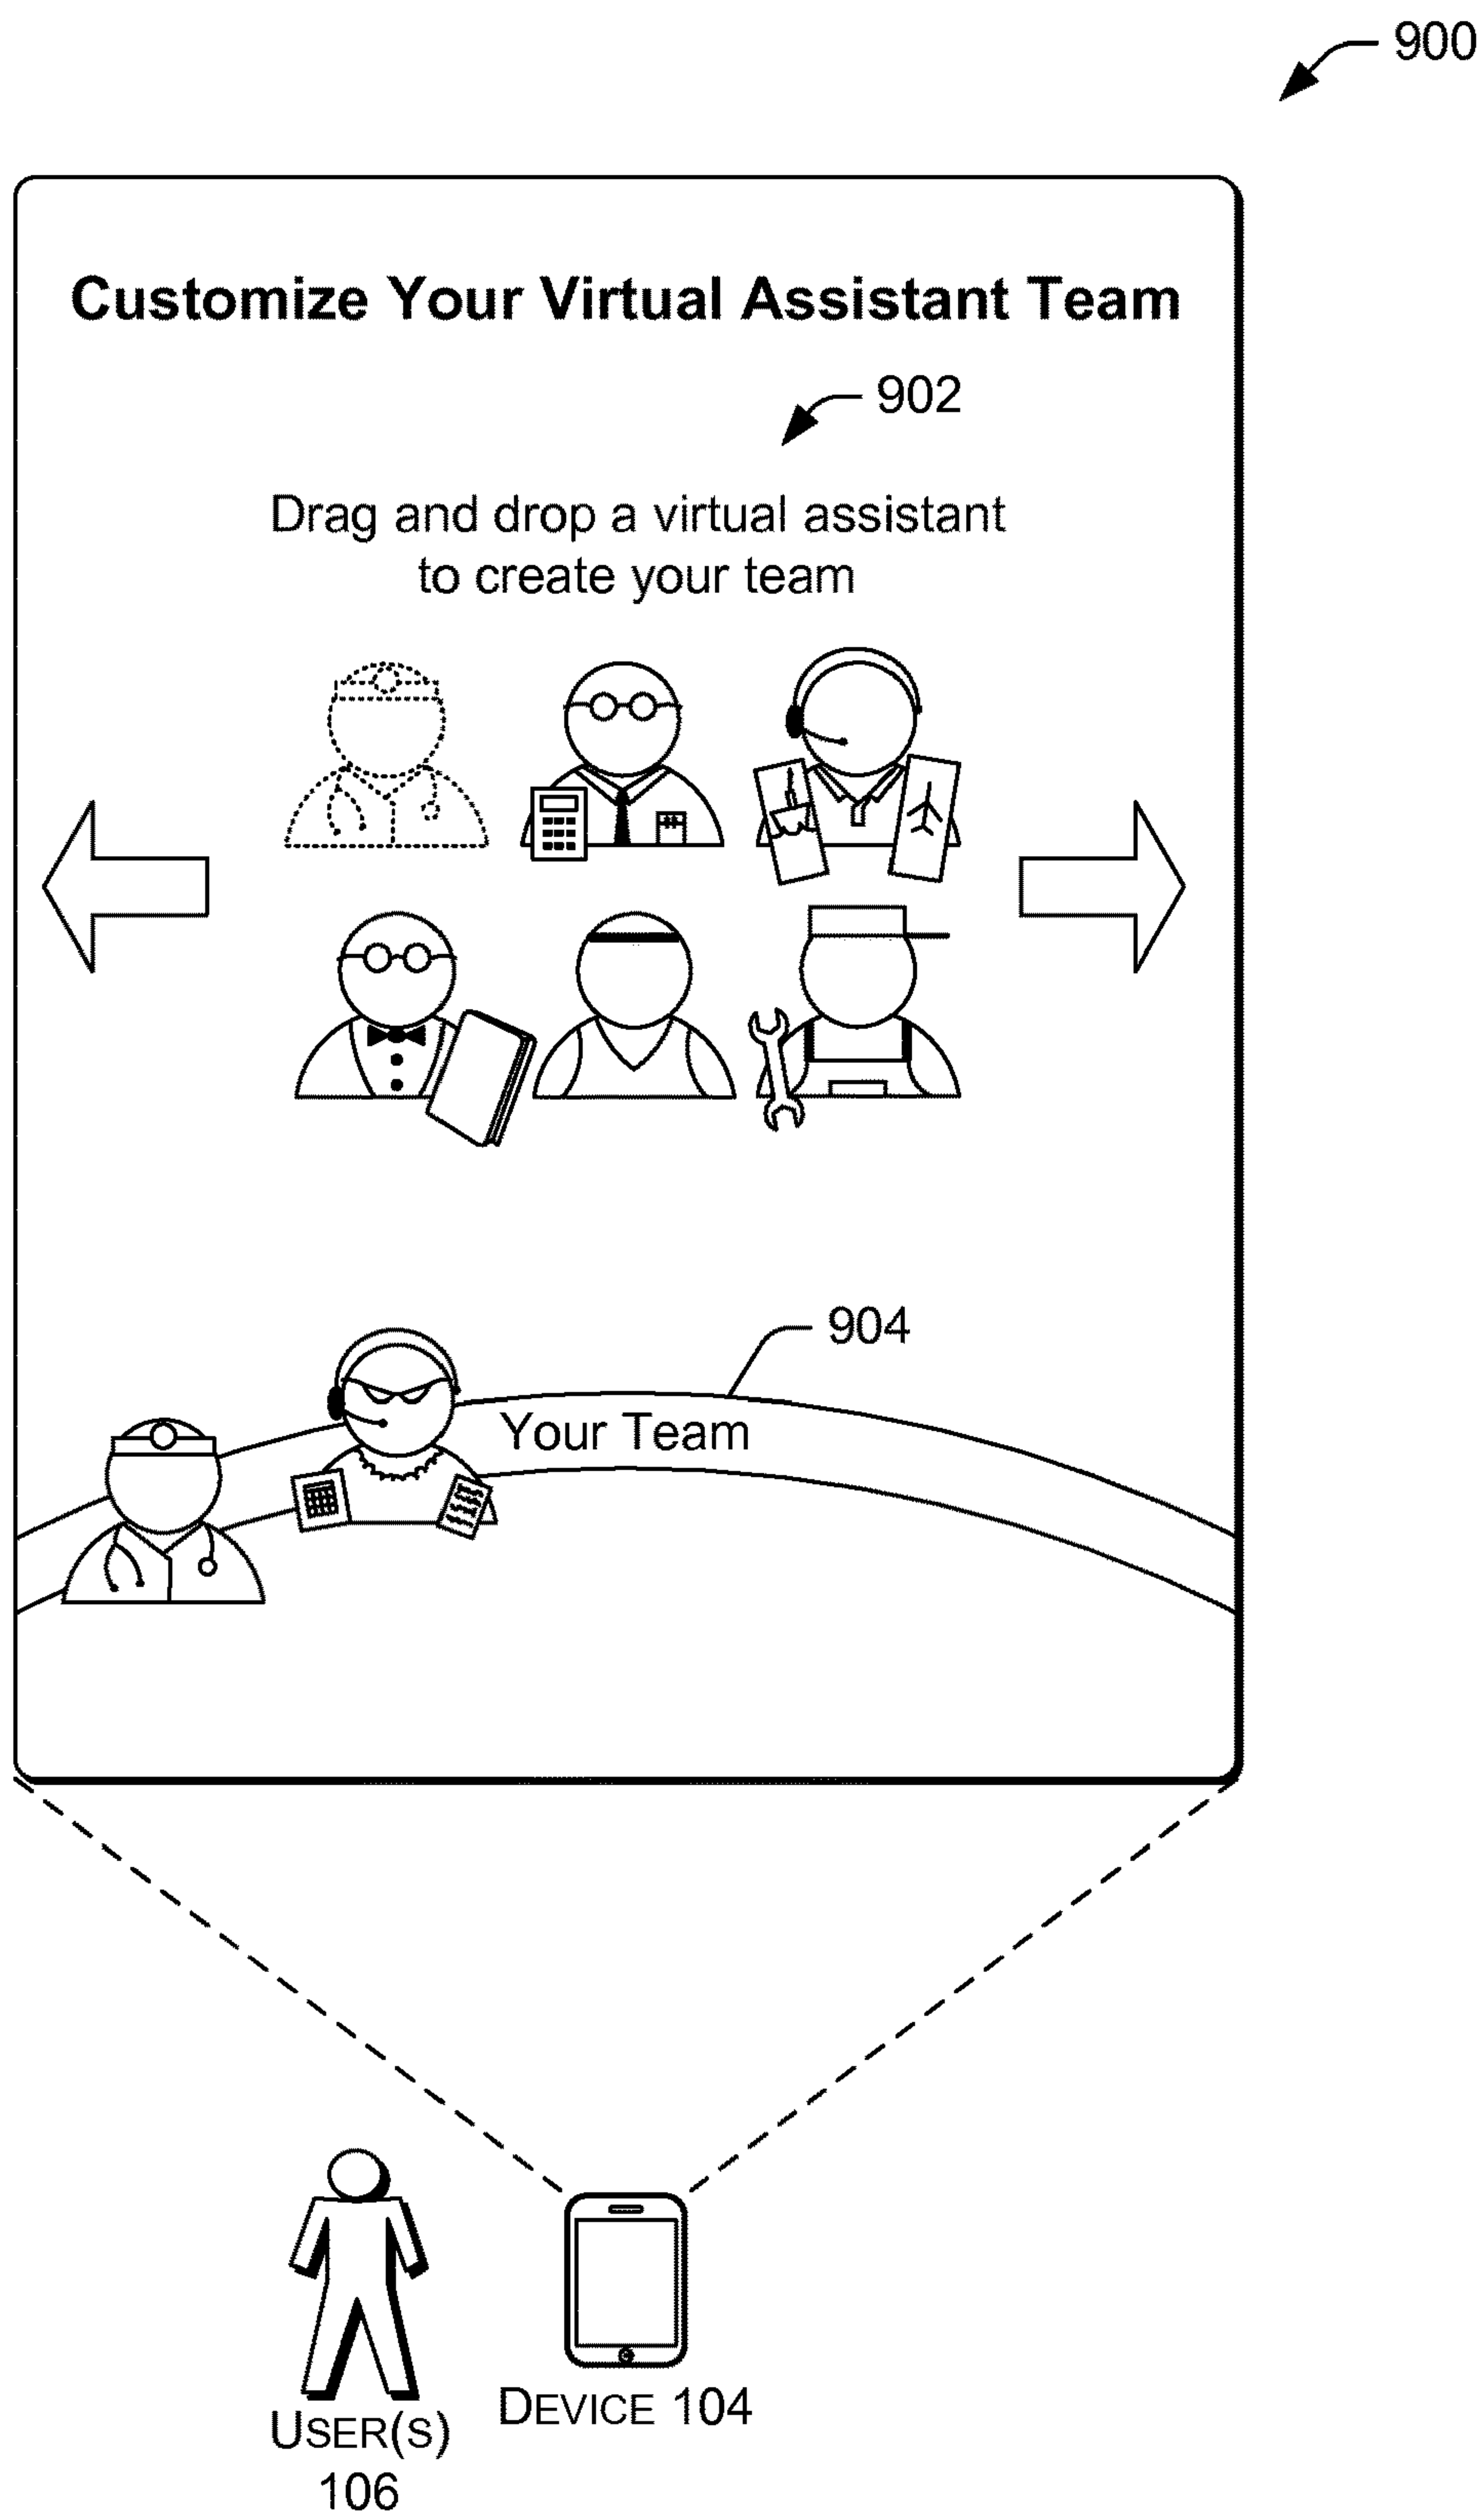 900
Customize Your Virtual Assistant Team
902
Drag and drop a virtual assistant
to create your team
904
Your Team
USER(S)
106
DEVICE 104